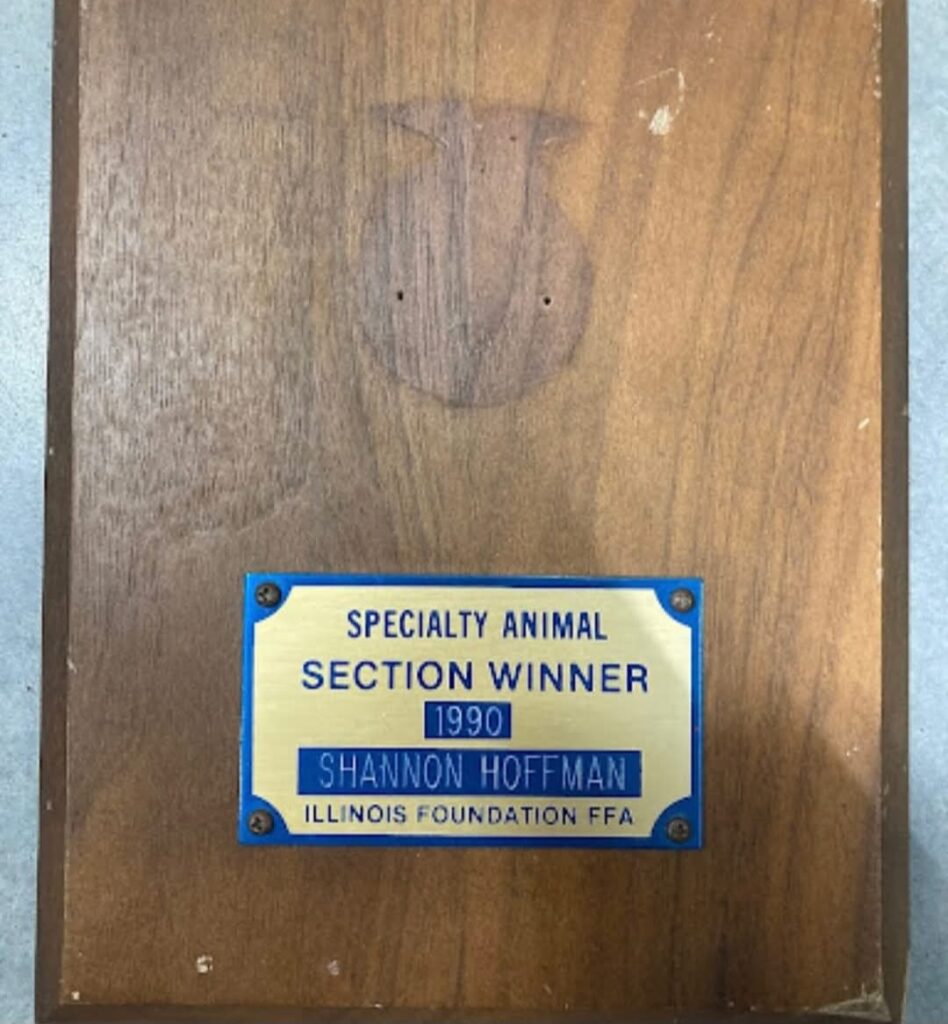 SPECIALTY ANIMAL
SECTION WINNER
1990
SHANNON HOFFMAN
ILLINOIS FOUNDATION FFA